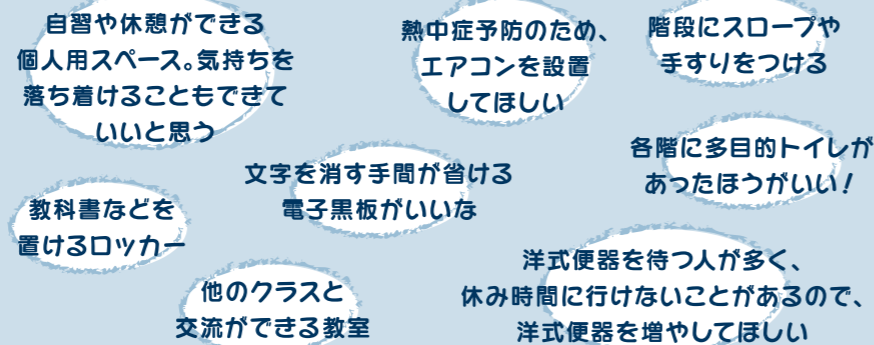 自習や休憩ができる
個人用スペース。気持ちを
落ち着けることもできて
いいと思う
熱中症予防のため、
エアコンを設置
してほしい
階段にスロープや
手すりをつける
文字を消す手間が省ける
電子黒板がいいな
各階に多目的トイレが
あったほうがいい！
教科書などを
置けるロッカー
他のクラスと
交流ができる教室
洋式便器を待つ人が多く、
休み時間に行けないことがあるので、
洋式便器を増やしてほしい